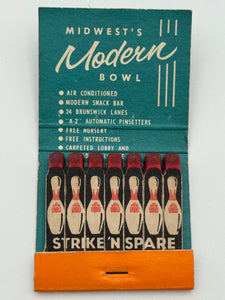 MIDWEST'S
Modern
BOWL
● AIR CONDITIONED
● MODERN SNACK BAR
● 24 BRUNSWICK LANES
● "A-2" AUTOMATIC PINSETTERS
● FREE NURSERY
● FREE INSTRUCTIONS
● CARPETED LOBBY AND
STRIKE 'N SPARE